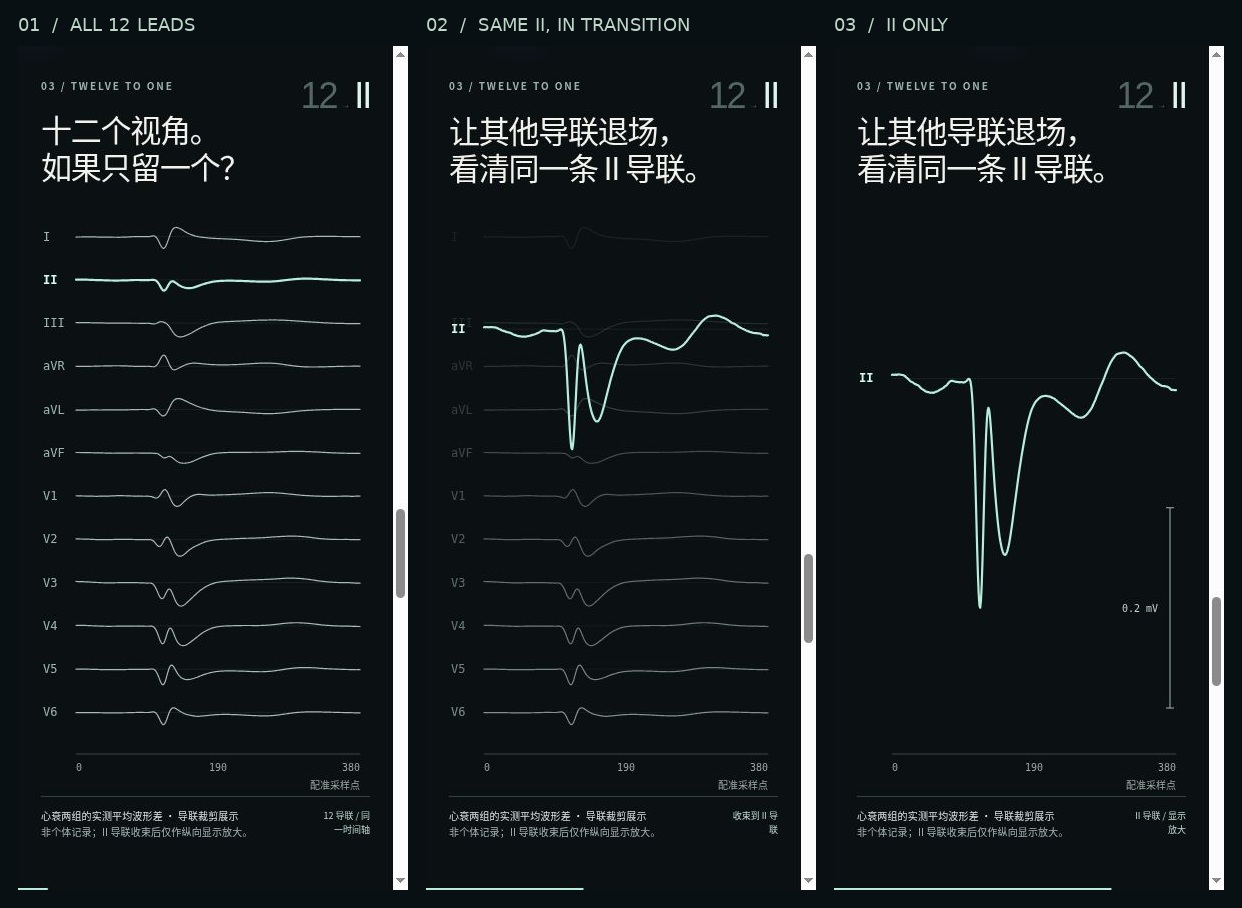 01 / ALL 12 LEADS
03 / TWELVE TO ONE
12 → II
十二个视角。
如果只留一个？
I
II
III
aVR
aVL
aVF
V1
V2
V3
V4
V5
V6
0 190 380
配准采样点
心衰两组的实测平均波形差 · 导联裁剪展示
非个体记录；II 导联收束后仅作纵向显示放大。
12 导联 / 同
一时间轴
02 / SAME II, IN TRANSITION
03 / TWELVE TO ONE
12 → II
让其他导联退场，
看清同一条 II 导联。
I
III
II
aVR
aVL
aVF
V1
V2
V3
V4
V5
V6
0 190 380
配准采样点
心衰两组的实测平均波形差 · 导联裁剪展示
非个体记录；II 导联收束后仅作纵向显示放大。
收束到 II 导
联
03 / II ONLY
03 / TWELVE TO ONE
12 → II
让其他导联退场，
看清同一条 II 导联。
II
0.2 mV
0 190 380
配准采样点
心衰两组的实测平均波形差 · 导联裁剪展示
非个体记录；II 导联收束后仅作纵向显示放大。
II 导联 / 显示
放大